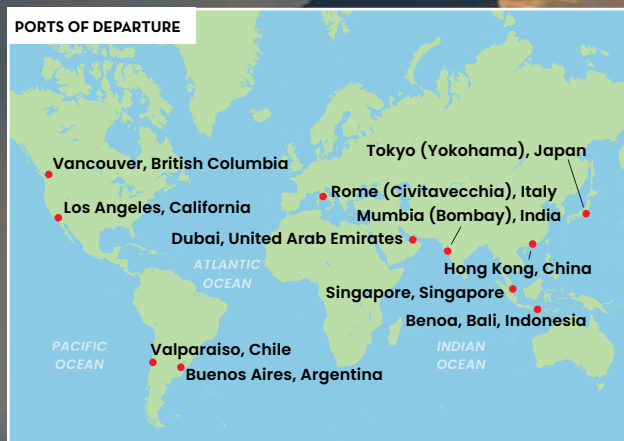 PORTS OF DEPARTURE
Tokyo (Yokohama), Japan
Vancouver, British Columbia
Rome (Civitavecchia), Italy
Los Angeles, California
Mumbia (Bombay), India
Dubai, United Arab Emirates
ATLANTIC
OCEAN
Hong Kong, China
Singapore, Singapore
Benoa, Bali, Indonesia
PACIFIC
OCEAN
Valparaiso, Chile
INDIAN
OCEAN
Buenos Aires, Argentina